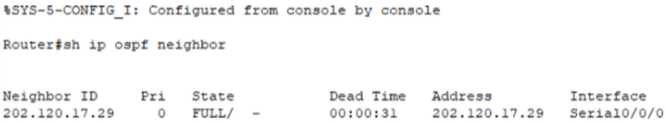 %SYS-5-CONFIG_I: Configured from console by console
Router#sh ip ospf neighbor
Neighbor ID     Pri   State           Dead Time   Address         Interface
202.120.17.29     0   FULL/  -        00:00:31    202.120.17.29   Serial0/0/0